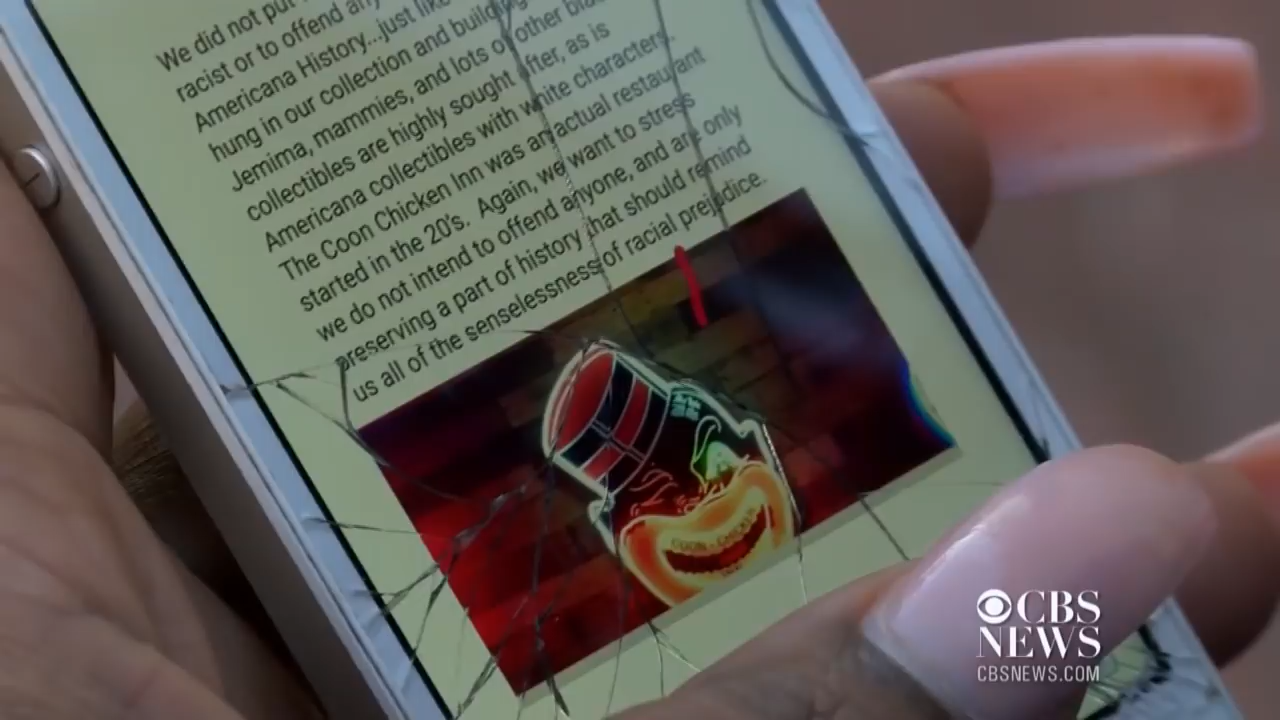 We did not put
racist or to offend any
Americana History...just like
hung in our collection and building
Jemima, mammies, and lots of other bla
collectibles are highly sought after, as is
Americana collectibles with white characters.
The Coon Chicken Inn was an actual restaurant
started in the 20's. Again, we want to stress
we do not intend to offend anyone, and are only
preserving a part of history that should remind
us all of the senselessness of racial prejudice.
COON CHICKEN
CBS
NEWS
CBSNEWS.COM